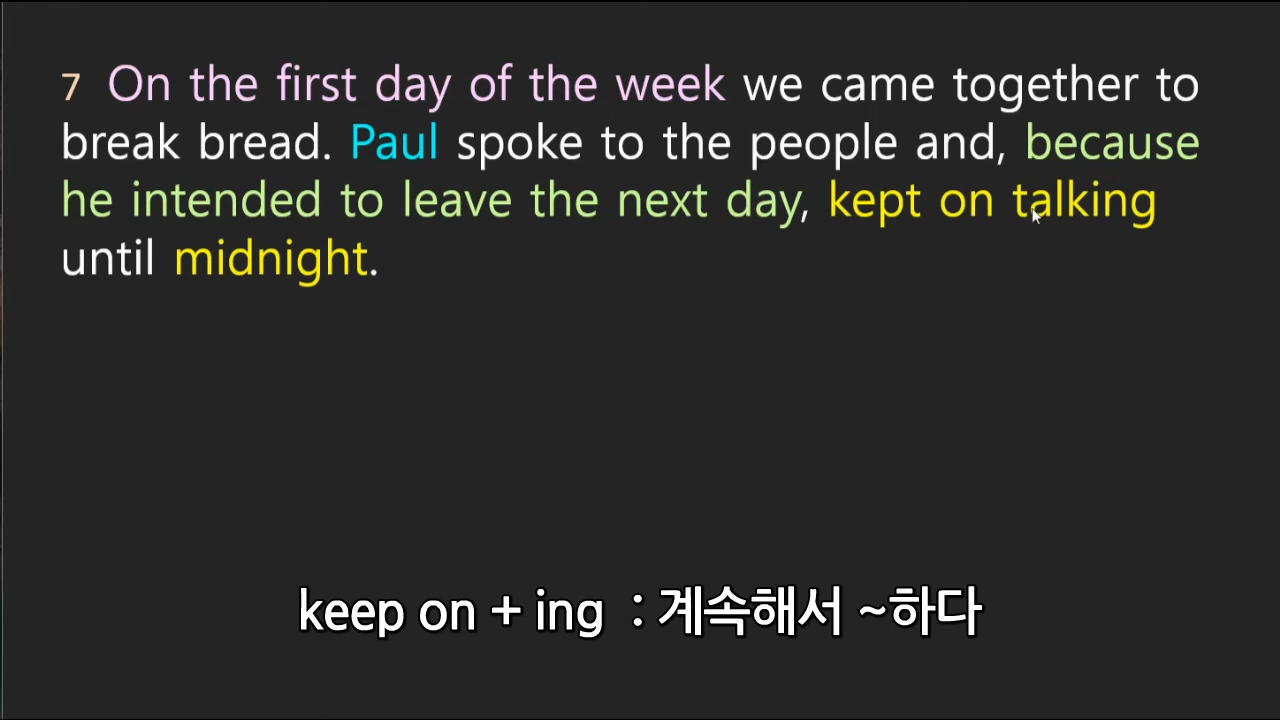 7 On the first day of the week we came together to
break bread. Paul spoke to the people and, because
he intended to leave the next day, kept on talking
until midnight.
keep on + ing : 계속해서 ~하다